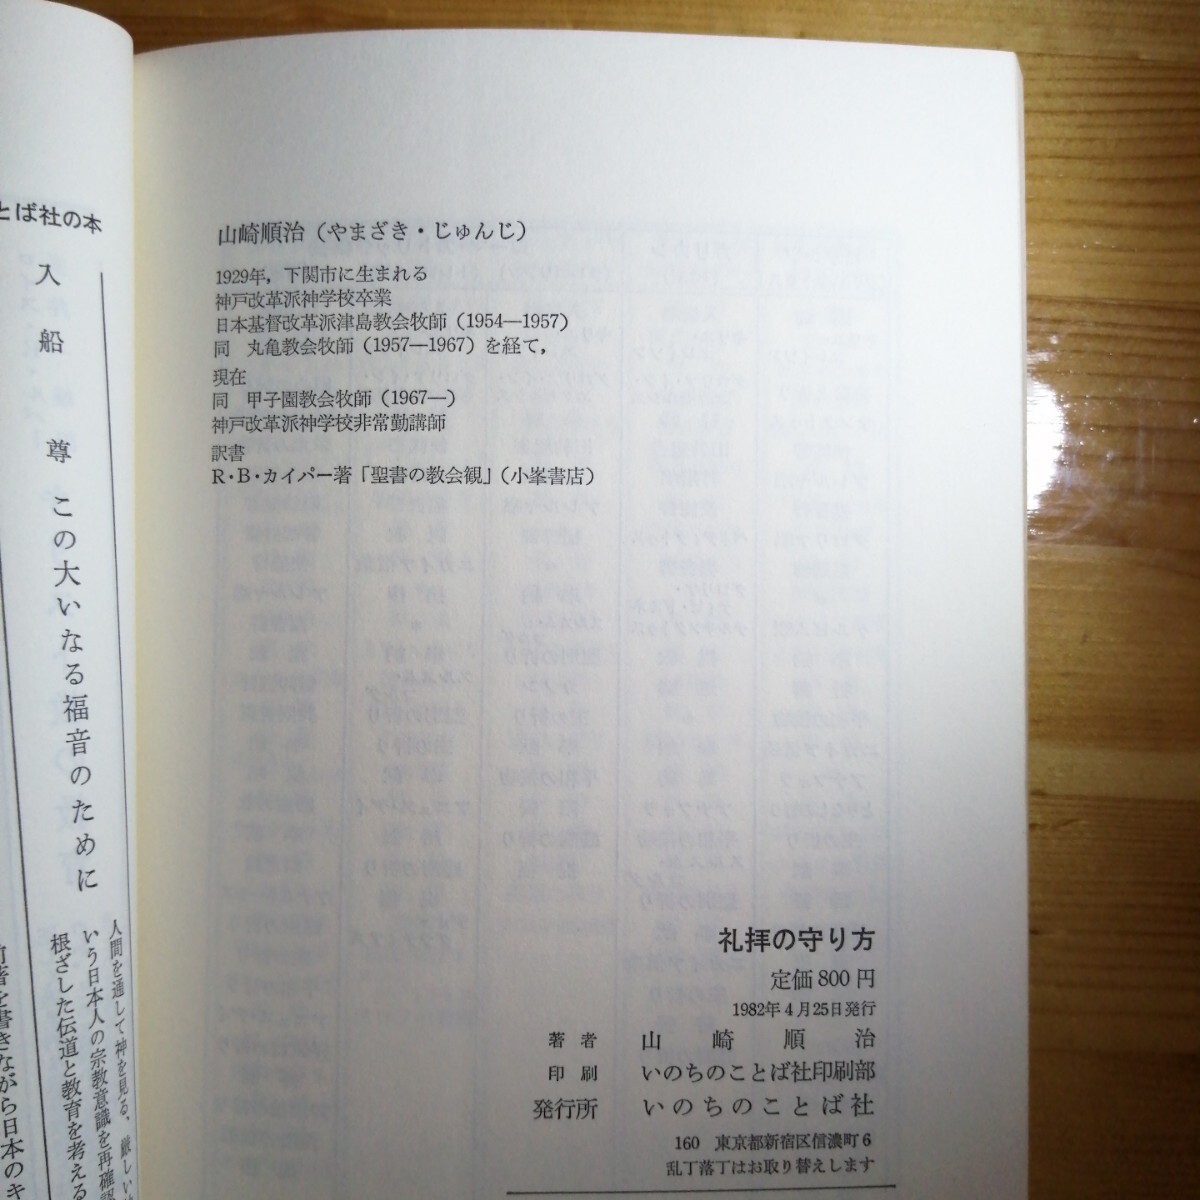 山崎順治(やまざき・じゅんじ)
1929年,下関市に生まれる
神戸改革派神学校卒業
日本基督改革派津島教会牧師(1954—1957)
同 丸亀教会牧師(1957—1967)を経て,
現在
同 甲子園教会牧師(1967—)
神戸改革派神学校非常勤講師
訳書
R・B・カイパー著「聖書の教会観」(小峯書店)
礼拝の守り方
定価800円
1982年4月25日発行
著者 山崎順治
印刷 いのちのことば社印刷部
発行所 いのちのことば社
160 東京都新宿区信濃町6
乱丁落丁はお取り替えします
とば社の本
入船 尊 この大いなる福音のために
人間を通して神を見る、厳しい
いう日本人の宗教意識を再確認
根ざした伝道と教育を考える
前著を書きながら日本のキ